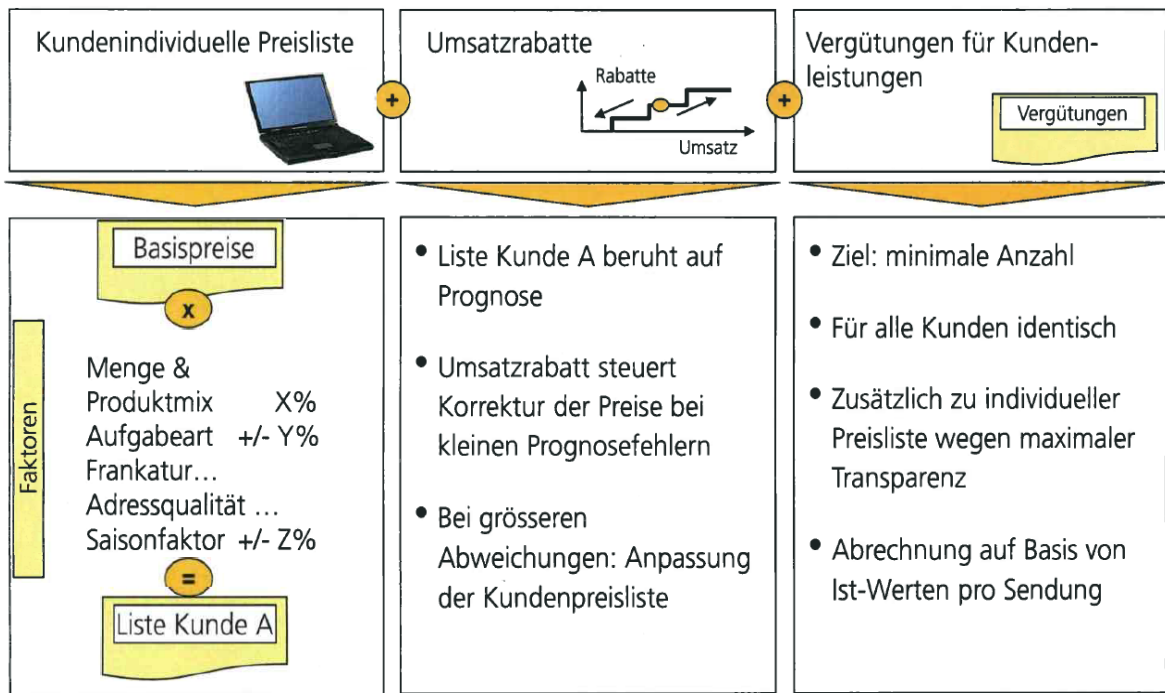 Kundenindividuelle Preisliste
+
Umsatzrabatte
Rabatte
Umsatz
+
Vergütungen für Kunden-
leistungen
Vergütungen
Basispreise
x
Faktoren
Menge &
Produktmix X%
Aufgabeart +/- Y%
Frankatur...
Adressqualität ...
Saisonfaktor +/- Z%
=
Liste Kunde A
• Liste Kunde A beruht auf
Prognose
• Umsatzrabatt steuert
Korrektur der Preise bei
kleinen Prognosefehlern
• Bei grösseren
Abweichungen: Anpassung
der Kundenpreisliste
• Ziel: minimale Anzahl
• Für alle Kunden identisch
• Zusätzlich zu individueller
Preisliste wegen maximaler
Transparenz
• Abrechnung auf Basis von
Ist-Werten pro Sendung